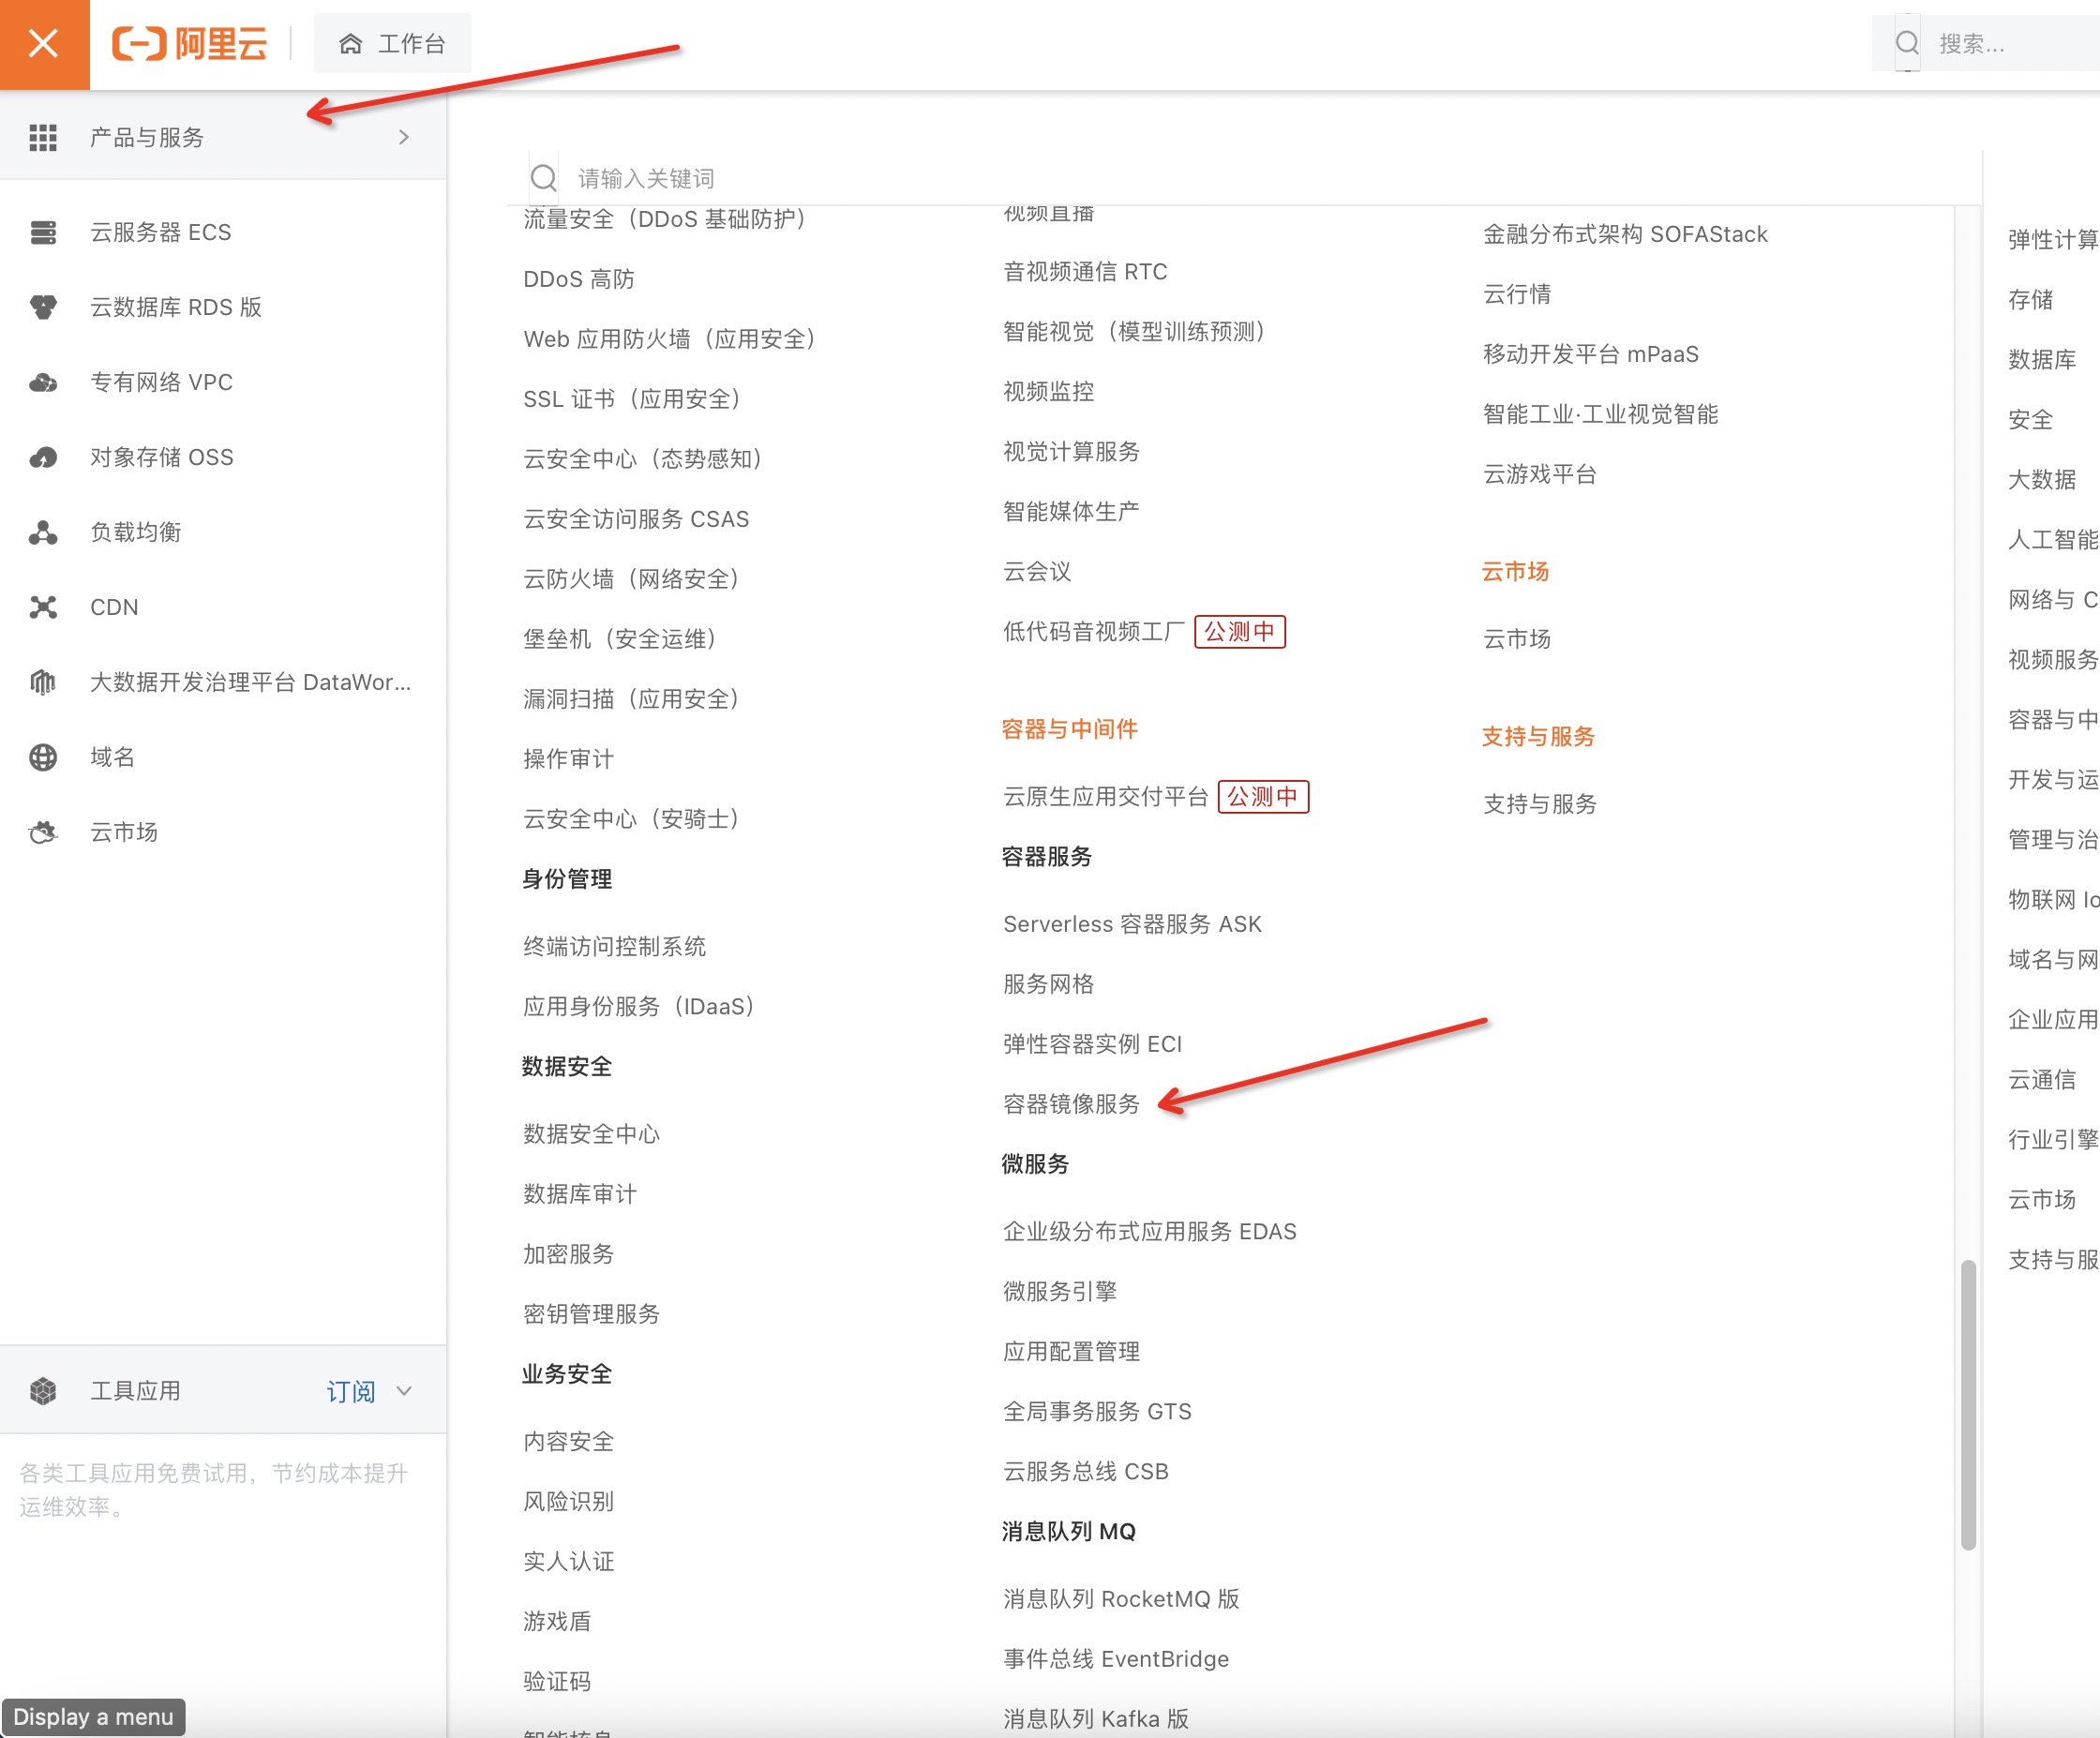 阿里云
工作台
搜索...
产品与服务
云服务器 ECS
云数据库 RDS 版
专有网络 VPC
对象存储 OSS
负载均衡
CDN
大数据开发治理平台 DataWor...
域名
云市场
工具应用
订阅
各类工具应用免费试用，节约成本提升
运维效率。
Display a menu
请输入关键词
流量安全（DDoS 基础防护）
DDoS 高防
Web 应用防火墙（应用安全）
SSL 证书（应用安全）
云安全中心（态势感知）
云安全访问服务 CSAS
云防火墙（网络安全）
堡垒机（安全运维）
漏洞扫描（应用安全）
操作审计
云安全中心（安骑士）
身份管理
终端访问控制系统
应用身份服务（IDaaS）
数据安全
数据安全中心
数据库审计
加密服务
密钥管理服务
业务安全
内容安全
风险识别
实人认证
游戏盾
验证码
视频直播
音视频通信 RTC
智能视觉（模型训练预测）
视频监控
视觉计算服务
智能媒体生产
云会议
低代码音视频工厂 公测中
容器与中间件
云原生应用交付平台 公测中
容器服务
Serverless 容器服务 ASK
服务网格
弹性容器实例 ECI
容器镜像服务
微服务
企业级分布式应用服务 EDAS
微服务引擎
应用配置管理
全局事务服务 GTS
云服务总线 CSB
消息队列 MQ
消息队列 RocketMQ 版
事件总线 EventBridge
消息队列 Kafka 版
金融分布式架构 SOFAStack
云行情
移动开发平台 mPaaS
智能工业·工业视觉智能
云游戏平台
云市场
云市场
支持与服务
支持与服务
弹性计算
存储
数据库
安全
大数据
人工智能
网络与 C
视频服务
容器与中
开发与运
管理与治
物联网 Io
域名与网
企业应用
云通信
行业引擎
云市场
支持与服